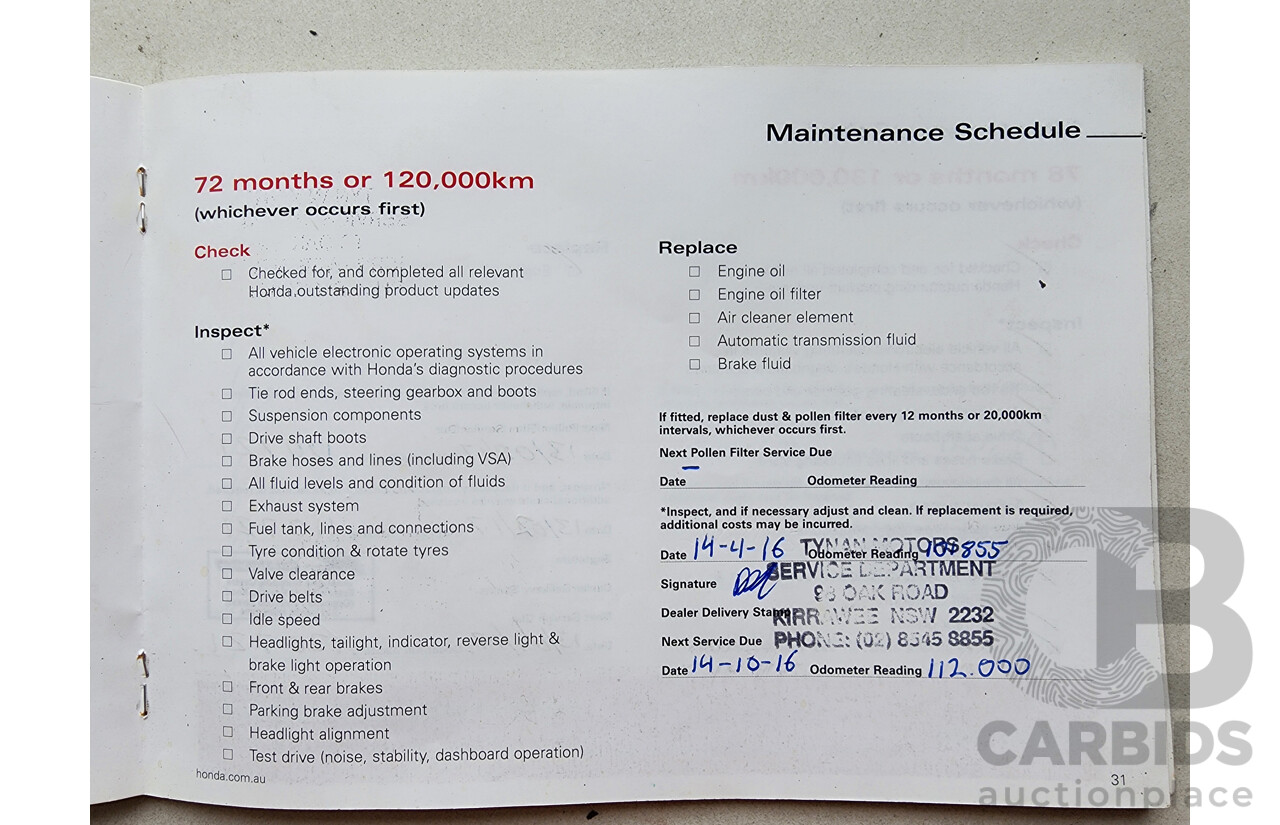 Maintenance Schedule
72 months or 120,000km
(whichever occurs first)
Check
Checked for, and completed all relevant
Honda outstanding product updates
Inspect*
All vehicle electronic operating systems in
accordance with Honda's diagnostic procedures
Tie rod ends, steering gearbox and boots
Suspension components
Drive shaft boots
Brake hoses and lines (including VSA)
All fluid levels and condition of fluids
Exhaust system
Fuel tank, lines and connections
Tyre condition & rotate tyres
Valve clearance
Drive belts
Idle speed
Headlights, tailight, indicator, reverse light &
brake light operation
Front & rear brakes
Parking brake adjustment
Headlight alignment
Test drive (noise, stability, dashboard operation)
honda.com.au
Replace
Engine oil
Engine oil filter
Air cleaner element
Automatic transmission fluid
Brake fluid
If fitted, replace dust & pollen filter every 12 months or 20,000km
intervals, whichever occurs first.
Next Pollen Filter Service Due
Date Odometer Reading
*Inspect, and if necessary adjust and clean. If replacement is required,
additional costs may be incurred.
TYNAN MOTORS
Date 14-4-16 Odometer Reading
SERVICE DEPARTMENT
Signature
98 OAK ROAD
Dealer Delivery Stamp
KIRRAWEE NSW 2232
Next Service Due PHONE: (02) 8545 8855
Date 14-10-16 Odometer Reading 112.000
31
CARBIDS
auctionplace